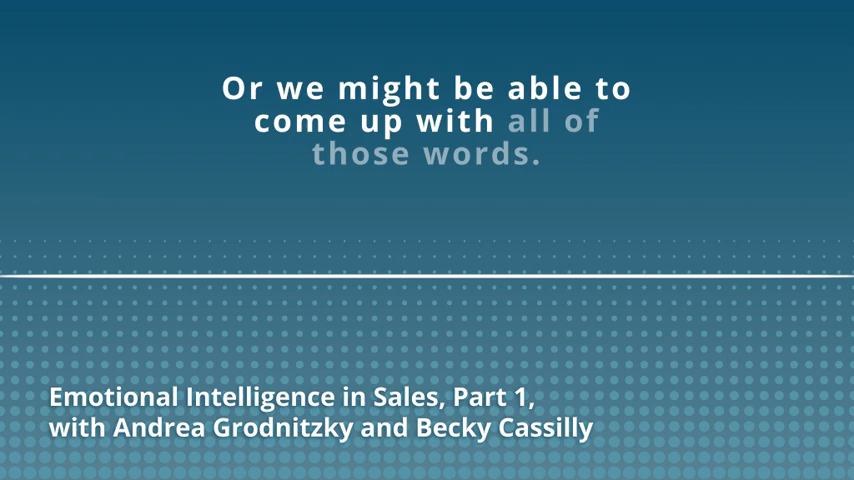 Or we might be able to
come up with all of
those words.
Emotional Intelligence in Sales, Part 1,
with Andrea Grodnitzky and Becky Cassilly